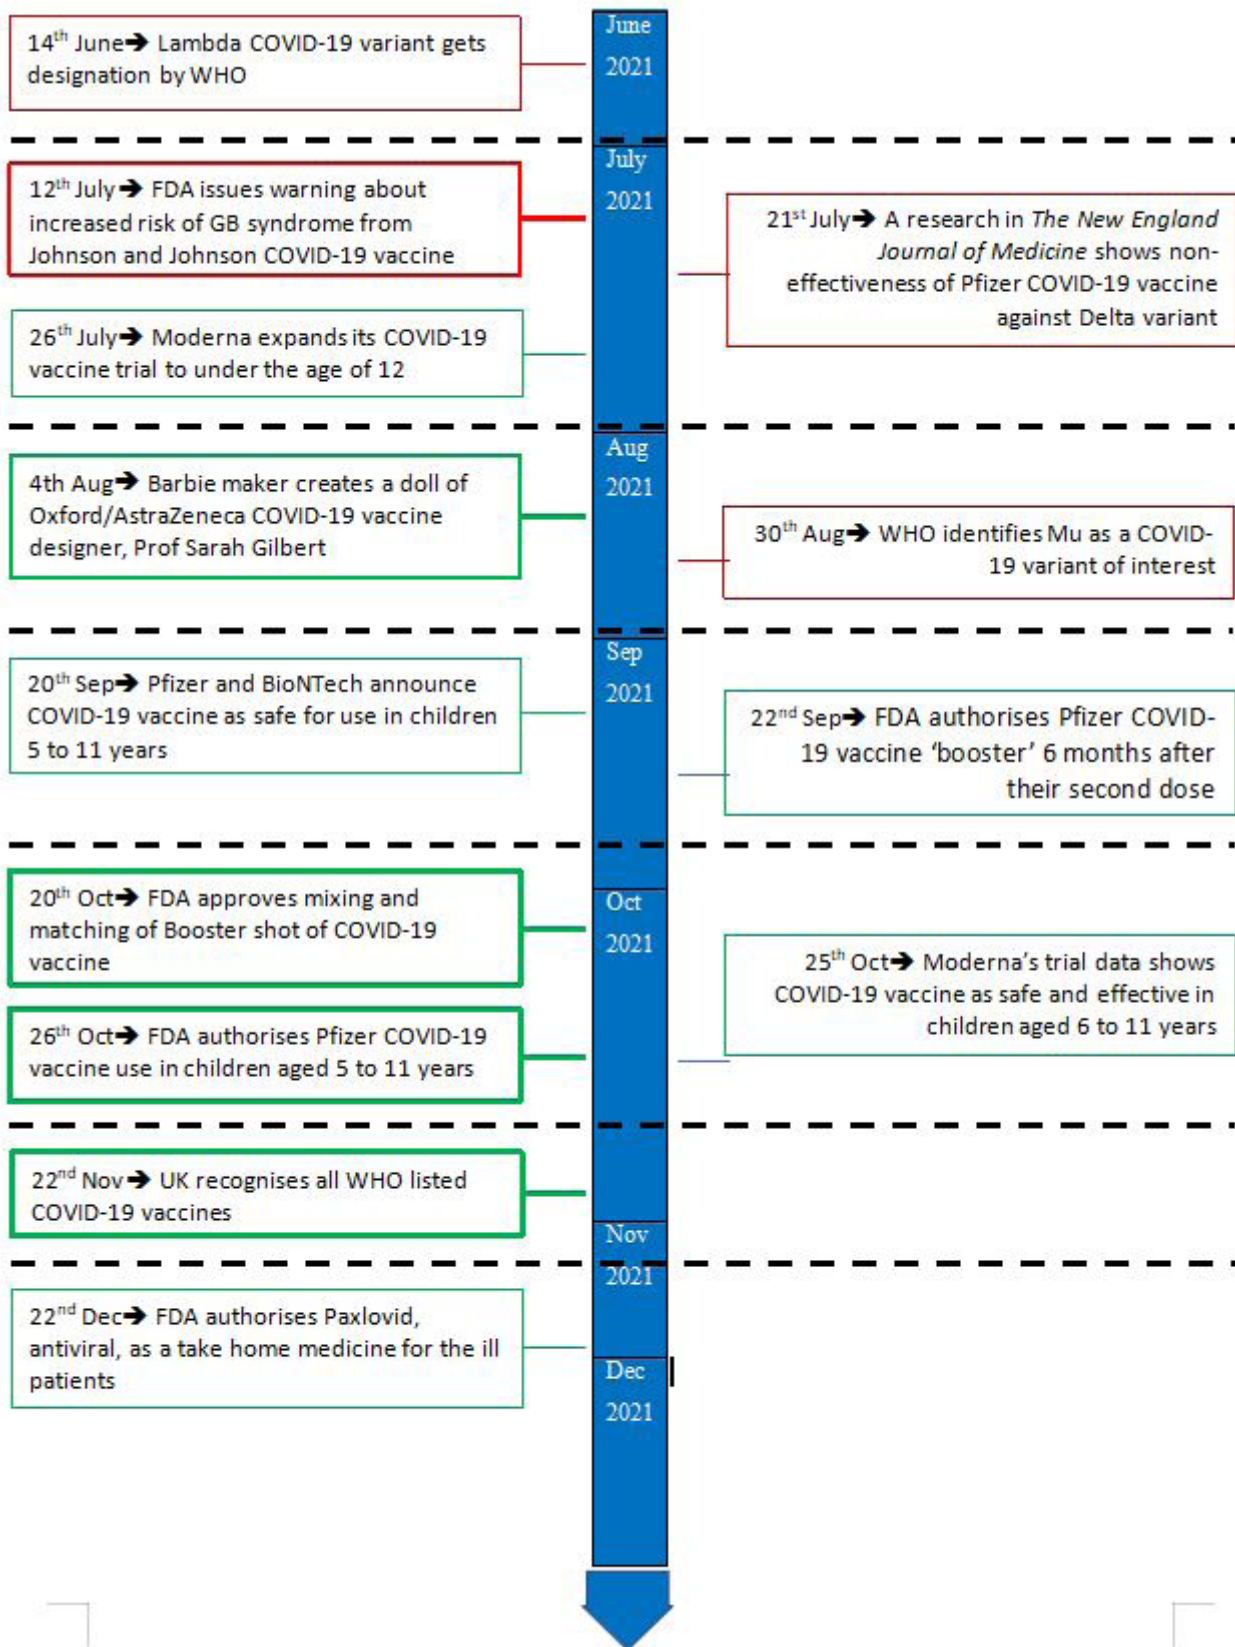 June
2021
14th June➔ Lambda COVID-19 variant gets
designation by WHO
July
2021
12th July➔ FDA issues warning about
increased risk of GB syndrome from
Johnson and Johnson COVID-19 vaccine
21st July➔ A research in The New England
Journal of Medicine shows non-
effectiveness of Pfizer COVID-19 vaccine
against Delta variant
26th July➔ Moderna expands its COVID-19
vaccine trial to under the age of 12
Aug
2021
4th Aug➔ Barbie maker creates a doll of
Oxford/AstraZeneca COVID-19 vaccine
designer, Prof Sarah Gilbert
30th Aug➔ WHO identifies Mu as a COVID-
19 variant of interest
Sep
2021
20th Sep➔ Pfizer and BioNTech announce
COVID-19 vaccine as safe for use in children
5 to 11 years
22nd Sep➔ FDA authorises Pfizer COVID-
19 vaccine ‘booster’ 6 months after
their second dose
Oct
2021
20th Oct➔ FDA approves mixing and
matching of Booster shot of COVID-19
vaccine
25th Oct➔ Moderna’s trial data shows
COVID-19 vaccine as safe and effective in
children aged 6 to 11 years
26th Oct➔ FDA authorises Pfizer COVID-19
vaccine use in children aged 5 to 11 years
22nd Nov➔ UK recognises all WHO listed
COVID-19 vaccines
Nov
2021
22nd Dec➔ FDA authorises Paxlovid,
antiviral, as a take home medicine for the ill
patients
Dec
2021